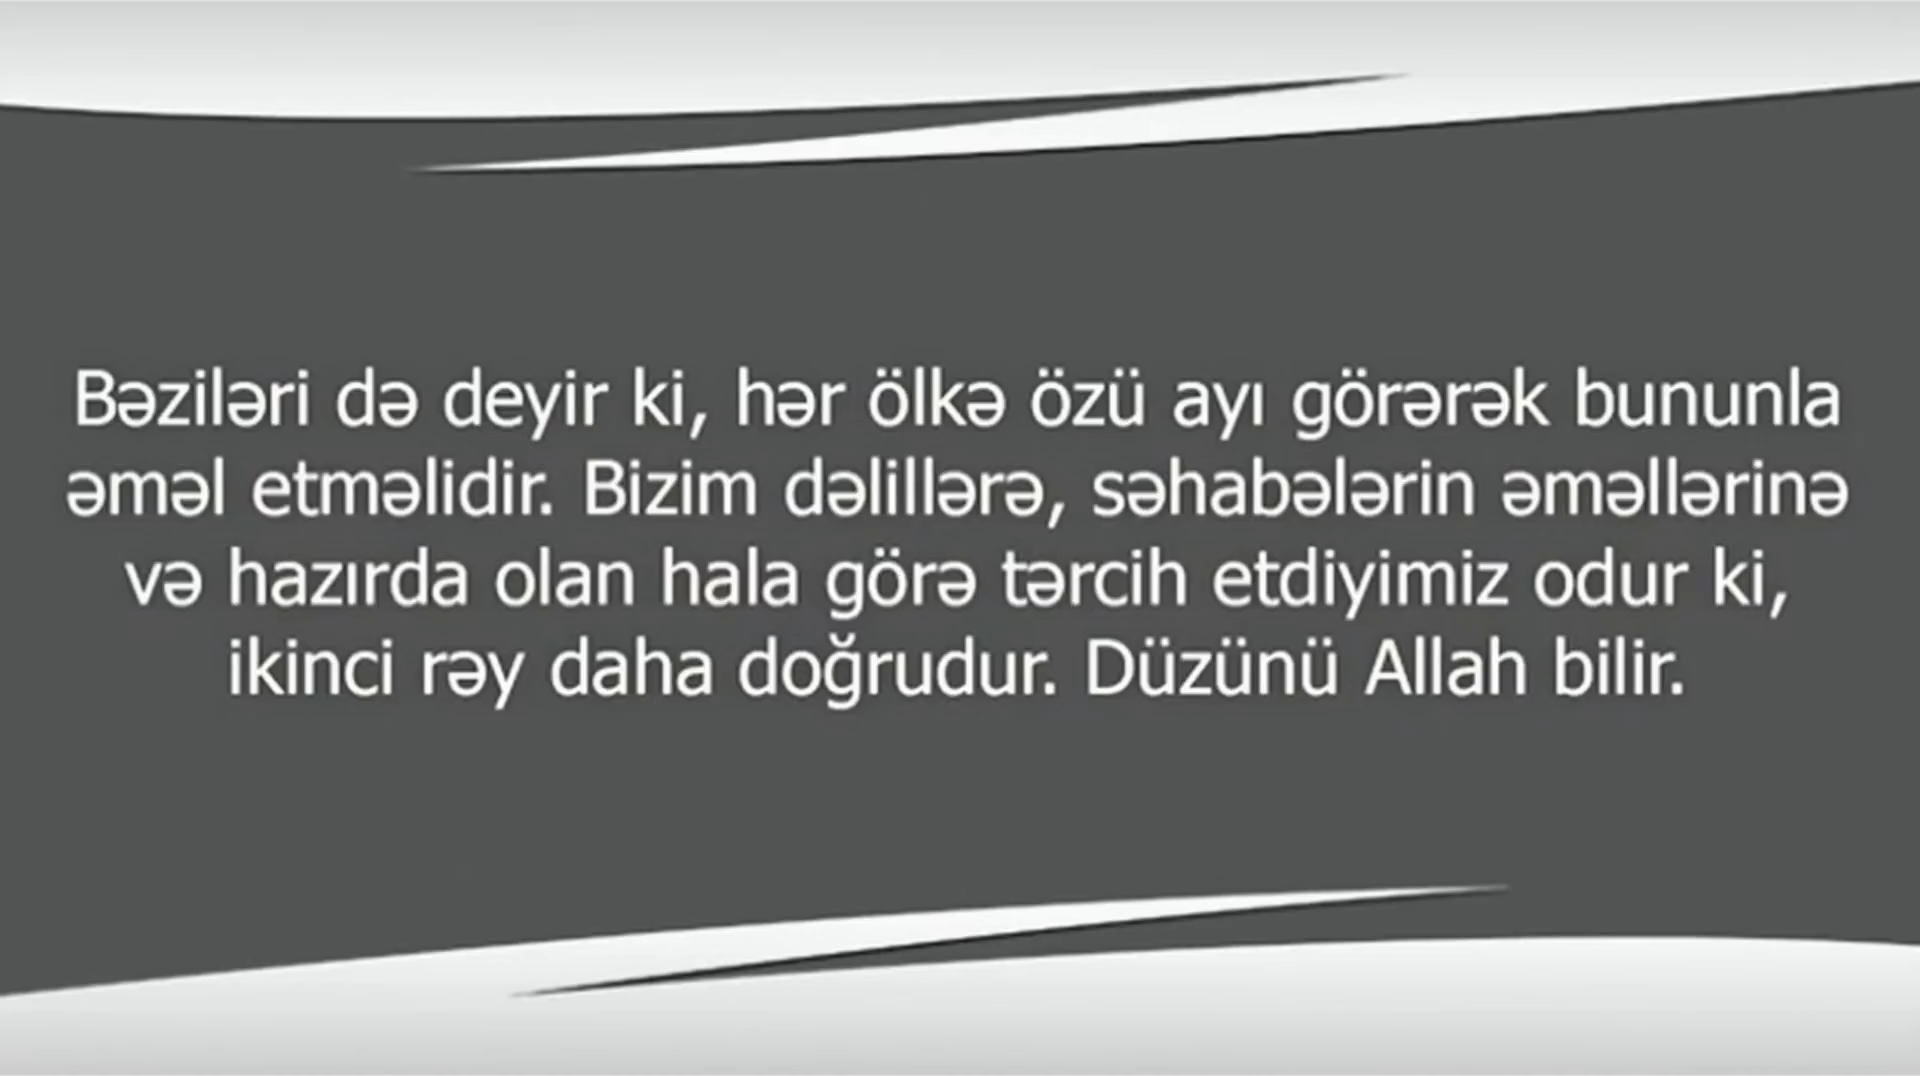 Bəziləri də deyir ki, hər ölkə özü ayı görərək bununla
əməl etməlidir. Bizim dəlillərə, səhabələrin əməllərinə
və hazırda olan hala görə tərcih etdiyimiz odur ki,
ikinci rəy daha doğrudur. Düzünü Allah bilir.